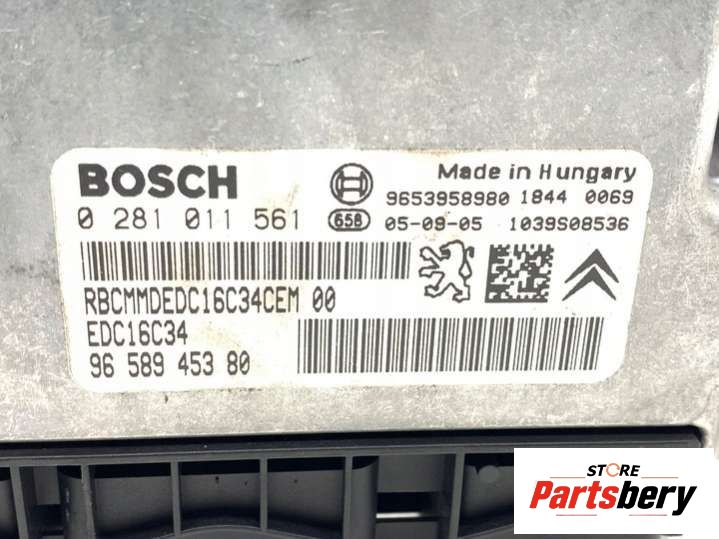 BOSCH
Made in Hungary
9653958980 1844 0069
0 281 011 561
658 05-09-05 1039S08536
RBCMMDEDC16C34CEM 00
EDC16C34
96 589 453 80
STORE
Partsbery